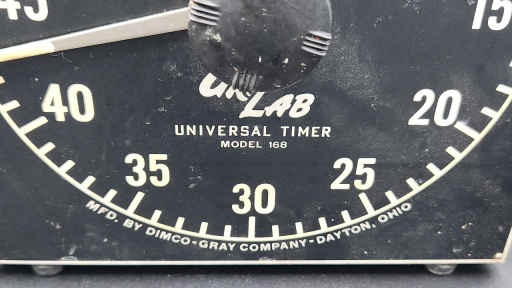 45
15
40
20
LAB
UNIVERSAL TIMER
MODEL 168
35
25
30
MFD. BY DIMCO-GRAY COMPANY-DAYTON, OHIO